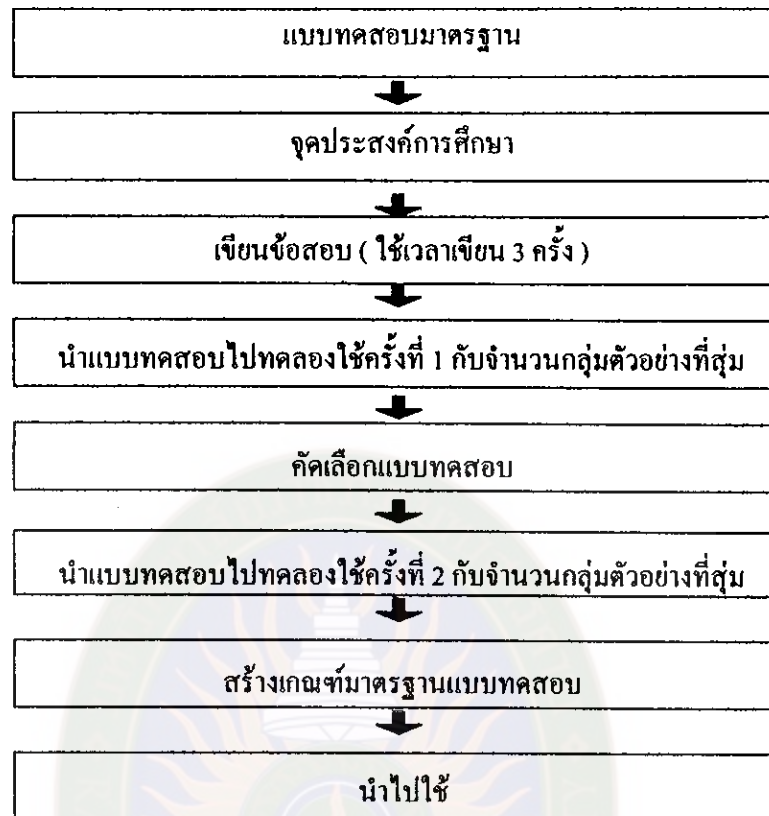 แบบทดสอบมาตรฐาน
จุดประสงค์การศึกษา
เขียนข้อสอบ ( ใช้เวลาเขียน 3 ครั้ง )
นำแบบทดสอบไปทดลองใช้ครั้งที่ 1 กับจำนวนกลุ่มตัวอย่างที่สุ่ม
คัดเลือกแบบทดสอบ
นำแบบทดสอบไปทดลองใช้ครั้งที่ 2 กับจำนวนกลุ่มตัวอย่างที่สุ่ม
สร้างเกณฑ์มาตรฐานแบบทดสอบ
นำไปใช้